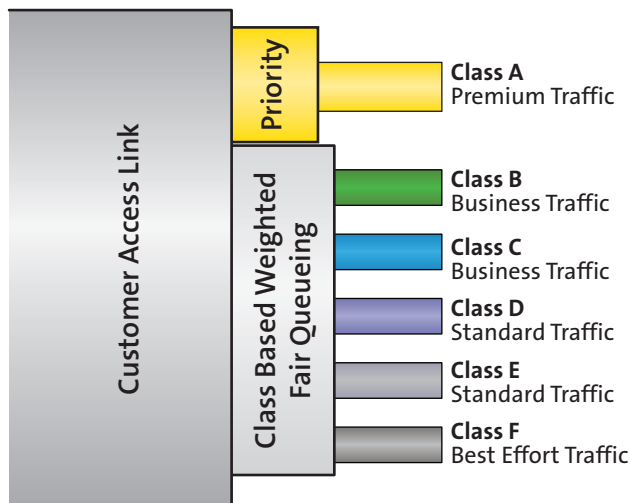 Customer Access Link
Priority
Class Based Weighted
Fair Queueing
Class A
Premium Traffic
Class B
Business Traffic
Class C
Business Traffic
Class D
Standard Traffic
Class E
Standard Traffic
Class F
Best Effort Traffic